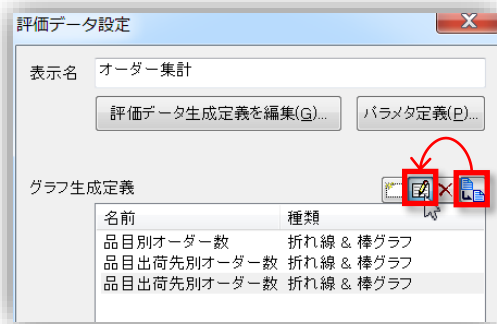 評価データ設定
表示名 オーダー集計
評価データ生成定義を編集(G)... パラメタ定義(P)...
グラフ生成定義
名前 種類
品目別オーダー数 折れ線 & 棒グラフ
品目出荷先別オーダー数 折れ線 & 棒グラフ
品目出荷先別オーダー数 折れ線 & 棒グラフ